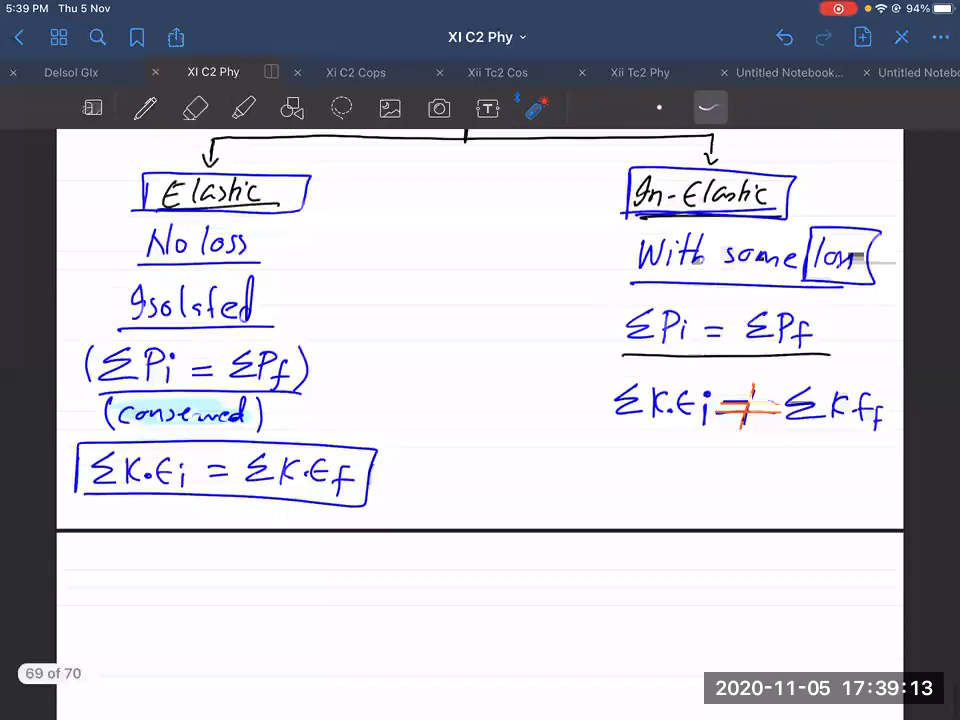 5:39 PM Thu 5 Nov
94%
XI C2 Phy
Delsol Glx
XI C2 Phy
Xi C2 Cops
Xii Tc2 Cos
Xii Tc2 Phy
Untitled Notebook...
Untitled Notebo
Elastic
No loss
Isolated
(ΣPi = ΣPf)
(conserved)
ΣK.Ei = ΣK.Ef
In-Elastic
With some loss
ΣPi = ΣPf
ΣK.Ei ≠ ΣKEf
69 of 70
2020-11-05 17:39:13